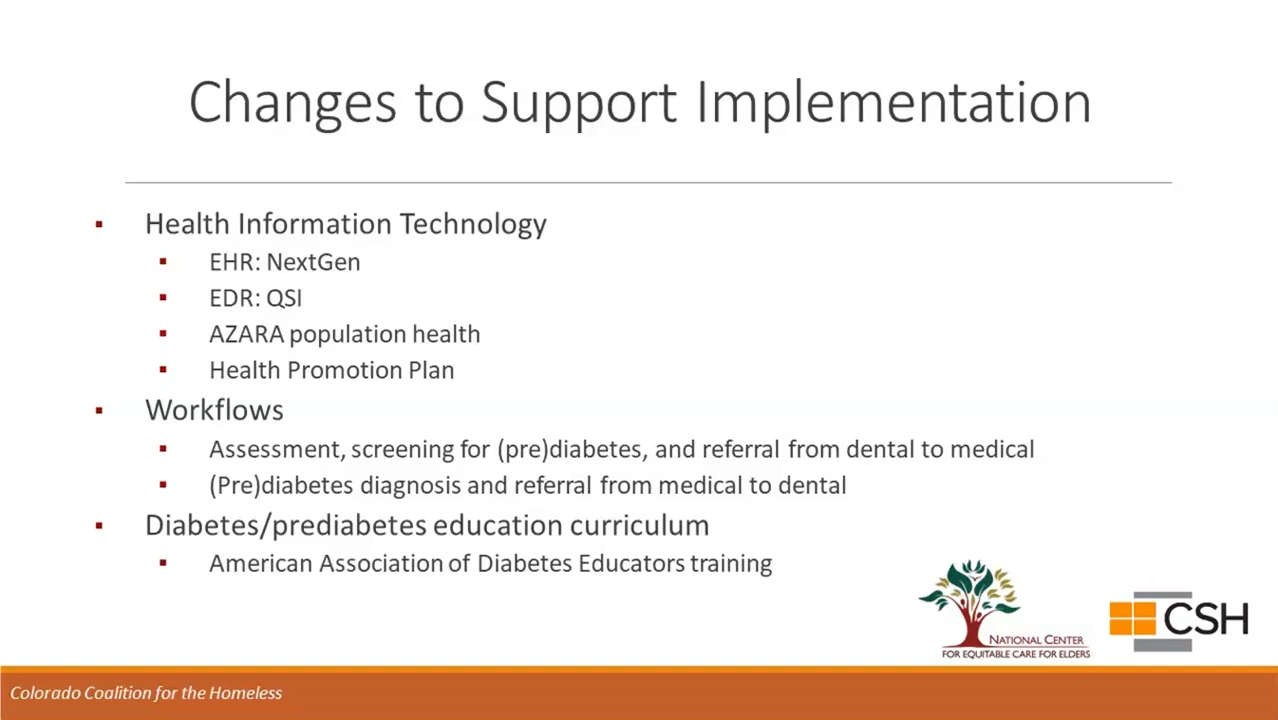 Changes to Support Implementation
Health Information Technology
EHR: NextGen
EDR: QSI
AZARA population health
Health Promotion Plan
Workflows
Assessment, screening for (pre)diabetes, and referral from dental to medical
(Pre)diabetes diagnosis and referral from medical to dental
Diabetes/prediabetes education curriculum
American Association of Diabetes Educators training
NATIONAL CENTER
FOR EQUITABLE CARE FOR ELDERS
CSH
Colorado Coalition for the Homeless